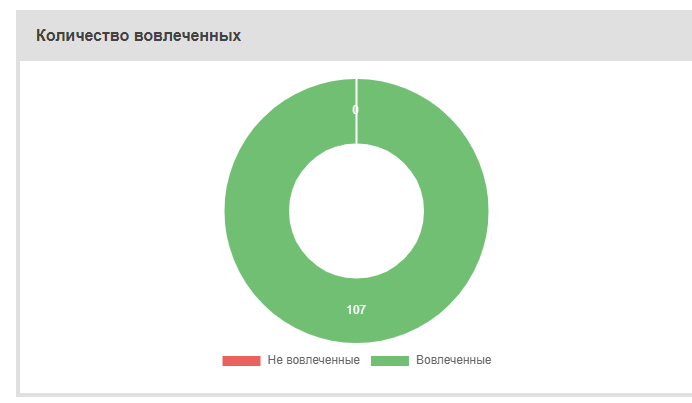 Количество вовлеченных
0
107
Не вовлеченные Вовлеченные